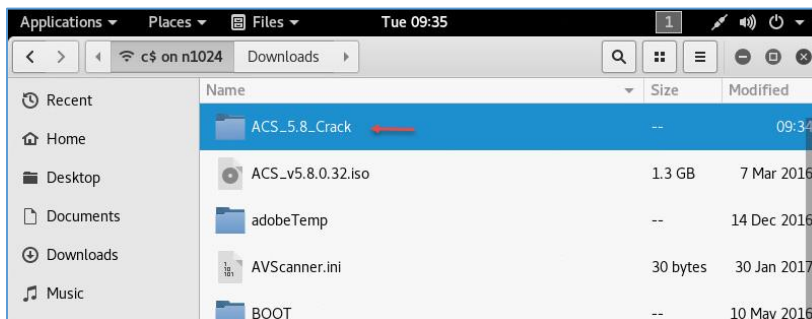 Applications Places Files Tue 09:35 1
c$ on n1024 Downloads
Name Size Modified
Recent
ACS_5.8_Crack -- 09:34
Home
ACS_v5.8.0.32.iso 1.3 GB 7 Mar 2016
Desktop
Documents
adobeTemp -- 14 Dec 2016
Downloads
AVScanner.ini 30 bytes 30 Jan 2017
Music
BOOT -- 10 May 2016